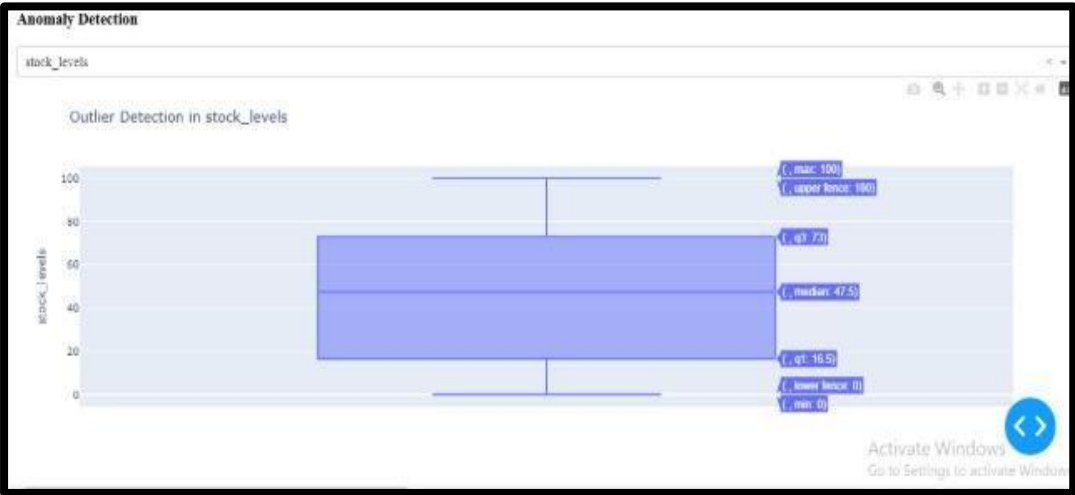 Anomaly Detection
stock_levels
Outlier Detection in stock_levels
100
80
60
40
20
0
stock_levels
( , max: 100)
( , upper fence: 100)
( , q3: 73)
( , median: 47.5)
( , q1: 16.5)
( , lower fence: 0)
( , min: 0)
Activate Windows
Go to Settings to activate Window